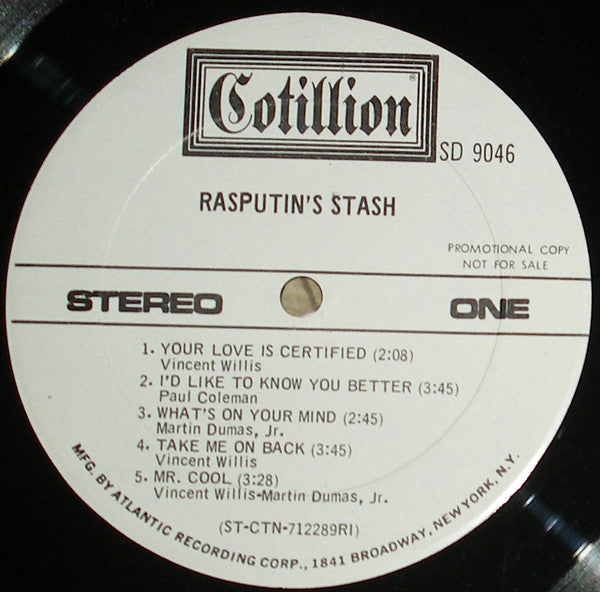 Cotillion®
SD 9046
RASPUTIN'S STASH
PROMOTIONAL COPY
NOT FOR SALE
STEREO
ONE
1. YOUR LOVE IS CERTIFIED (2:08)
Vincent Willis
2. I'D LIKE TO KNOW YOU BETTER (3:45)
Paul Coleman
3. WHAT'S ON YOUR MIND (2:45)
Martin Dumas, Jr.
4. TAKE ME ON BACK (3:45)
Vincent Willis
5. MR. COOL (3:28)
Vincent Willis-Martin Dumas, Jr.
(ST-CTN-712289RI)
MFG. BY ATLANTIC RECORDING CORP., 1841 BROADWAY, NEW YORK, N.Y.